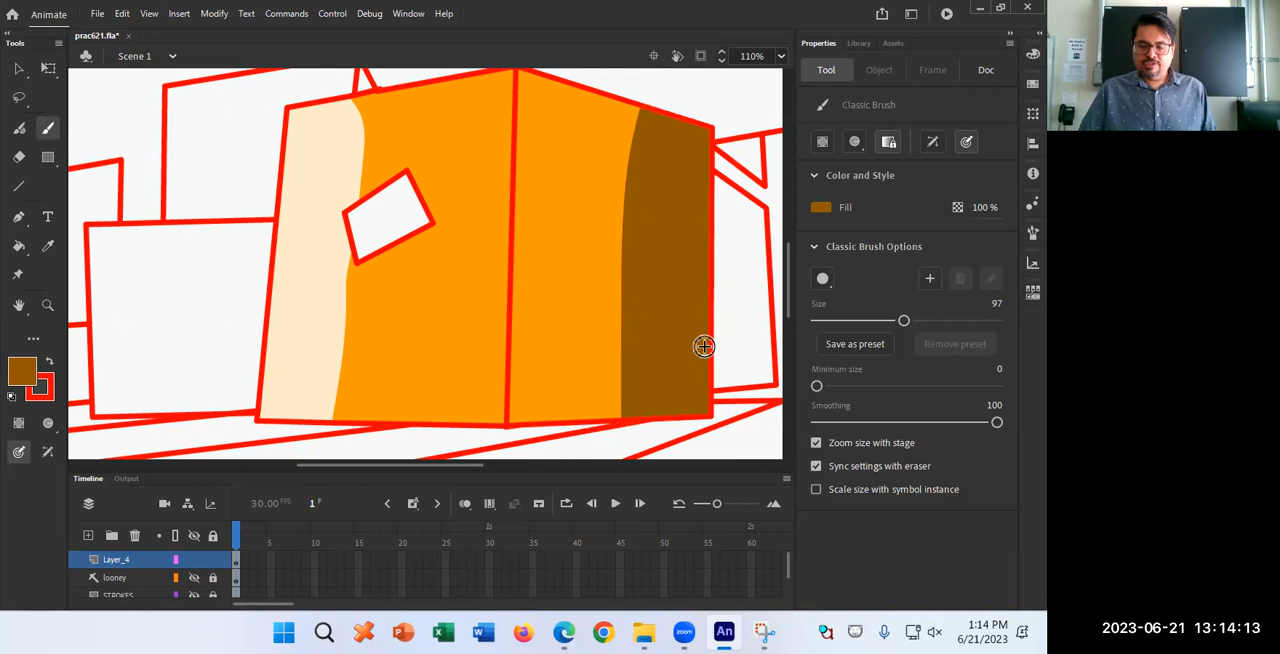 Animate File Edit View Insert Modify Text Commands Control Debug Window Help
prac621.fla* ×
Tools
Scene 1 110%
Properties Library Assets
Tool Object Frame Doc
Classic Brush
Color and Style
Fill 100 %
Classic Brush Options
Size 97
Save as preset Remove preset
Minimum size 0
Smoothing 100
Zoom size with stage
Sync settings with eraser
Scale size with symbol instance
Timeline Output
30.00 FPS 1 F
1s 2s
5 10 15 20 25 30 35 40 45 50 55 60
Layer_4
looney
STROKES
T
P X W zoom An
1:14 PM
6/21/2023
2023-06-21 13:14:13